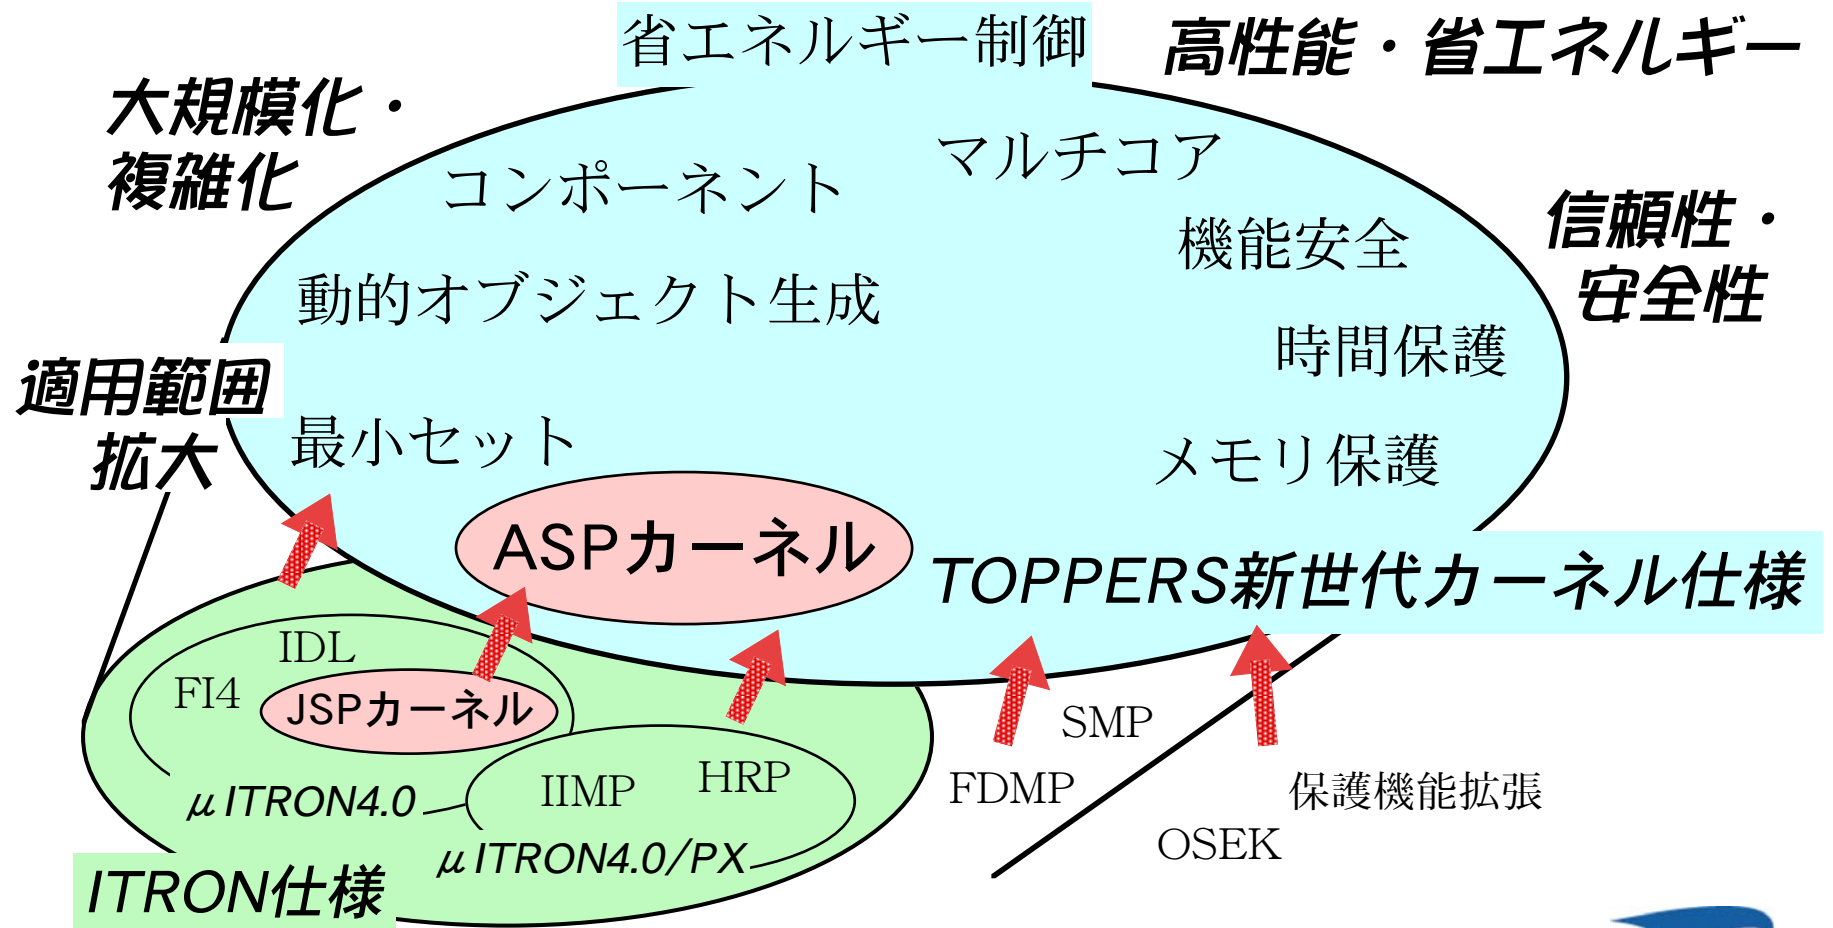 省エネルギー制御
高性能・省エネルギー
大規模化・
複雑化
コンポーネント
マルチコア
機能安全
信頼性・
安全性
動的オブジェクト生成
時間保護
適用範囲
拡大
最小セット
メモリ保護
ASPカーネル
TOPPERS新世代カーネル仕様
IDL
FI4
JSPカーネル
μITRON4.0
IIMP
HRP
μITRON4.0/PX
ITRON仕様
SMP
FDMP
保護機能拡張
OSEK